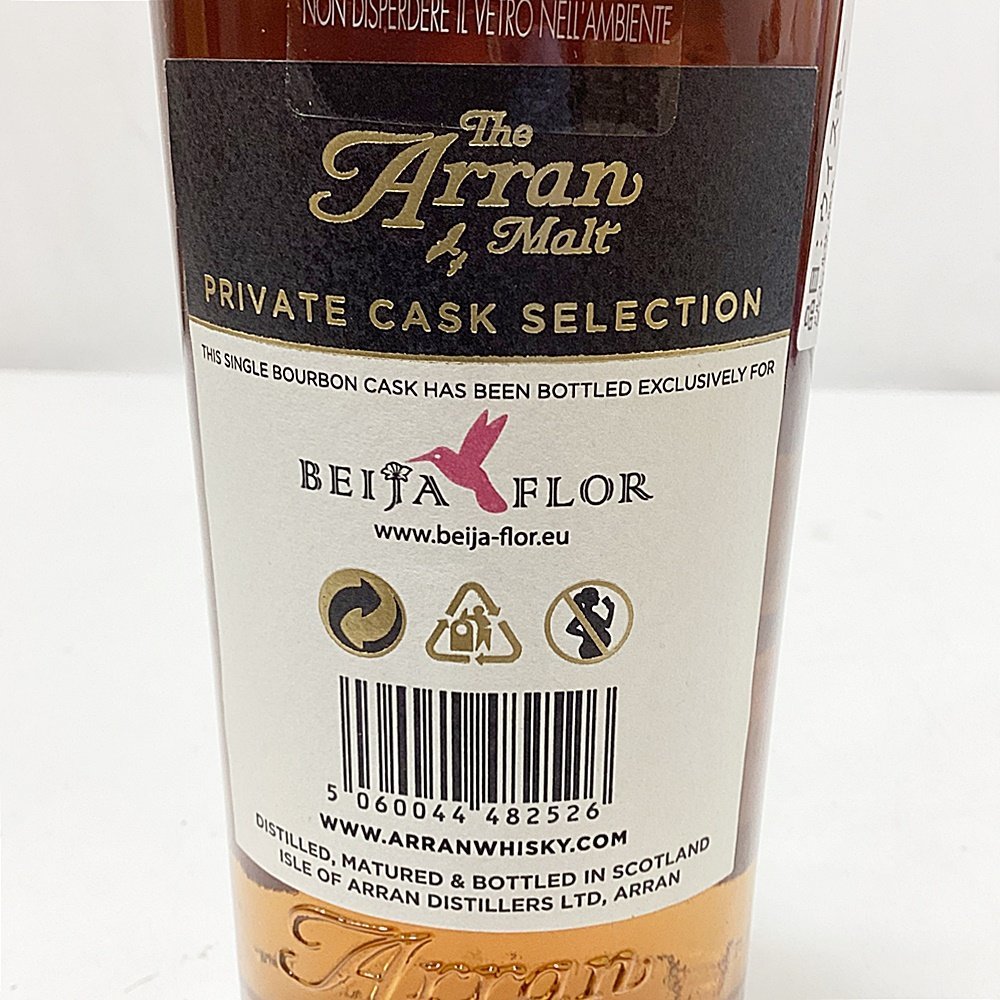 NON DISPERDERE IL VETRO NELL'AMBIENTE
The
Arran
Malt
PRIVATE CASK SELECTION
THIS SINGLE BOURBON CASK HAS BEEN BOTTLED EXCLUSIVELY FOR
BEIJA FLOR
www.beija-flor.eu
5 060044 482526
WWW.ARRANWHISKY.COM
DISTILLED, MATURED & BOTTLED IN SCOTLAND
ISLE OF ARRAN DISTILLERS LTD, ARRAN
Arran